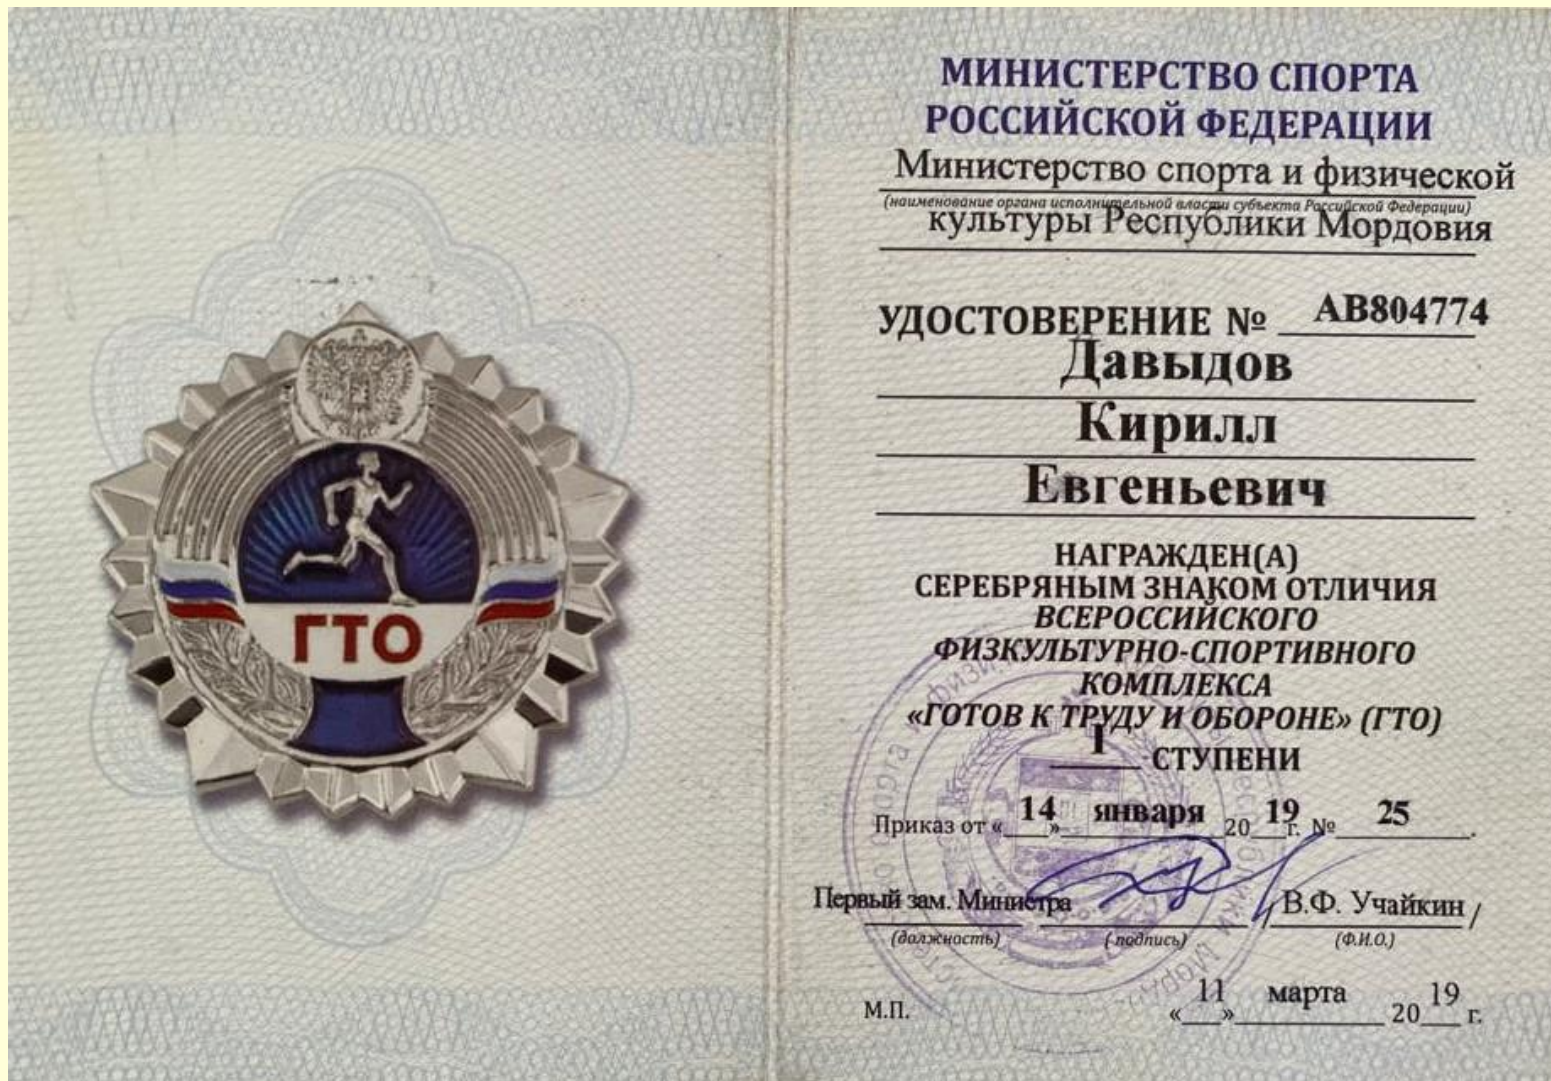 ГТО
МИНИСТЕРСТВО СПОРТА
РОССИЙСКОЙ ФЕДЕРАЦИИ
Министерство спорта и физической
(наименование органа исполнительной власти субъекта Российской Федерации)
культуры Республики Мордовия
УДОСТОВЕРЕНИЕ № АВ804774
Давыдов
Кирилл
Евгеньевич
НАГРАЖДЕН(А)
СЕРЕБРЯНЫМ ЗНАКОМ ОТЛИЧИЯ
ВСЕРОССИЙСКОГО
ФИЗКУЛЬТУРНО-СПОРТИВНОГО
КОМПЛЕКСА
«ГОТОВ К ТРУДУ И ОБОРОНЕ» (ГТО)
I СТУПЕНИ
Приказ от «14» января 2019г. № 25.
Первый зам. Министра / В.Ф. Учайкин /
(должность) (подпись) (Ф.И.О.)
М.П. «11» марта 2019 г.